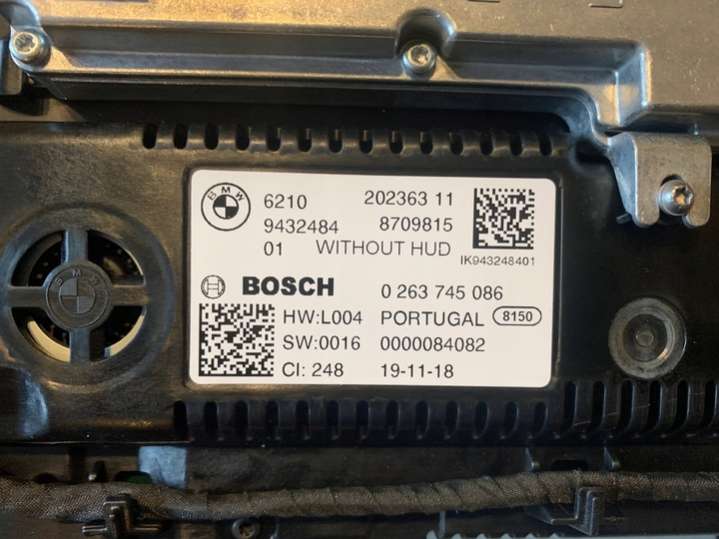 BMW 6210 202363 11
9432484 8709815
01 WITHOUT HUD IK943248401
BOSCH 0 263 745 086
HW:L004 PORTUGAL 8150
SW:0016 0000084082
CI: 248 19-11-18